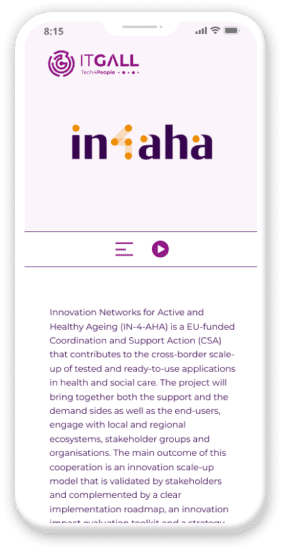 8:15
ITGALL
Tech4People
in4aha
Innovation Networks for Active and
Healthy Ageing (IN-4-AHA) is a EU-funded
Coordination and Support Action (CSA)
that contributes to the cross-border scale-
up of tested and ready-to-use applications
in health and social care. The project will
bring together both the support and the
demand sides as well as the end-users,
engage with local and regional
ecosystems, stakeholder groups and
organisations. The main outcome of this
cooperation is an innovation scale-up
model that is validated by stakeholders
and complemented by a clear
implementation roadmap, an innovation
impact evaluation toolkit and a strategy